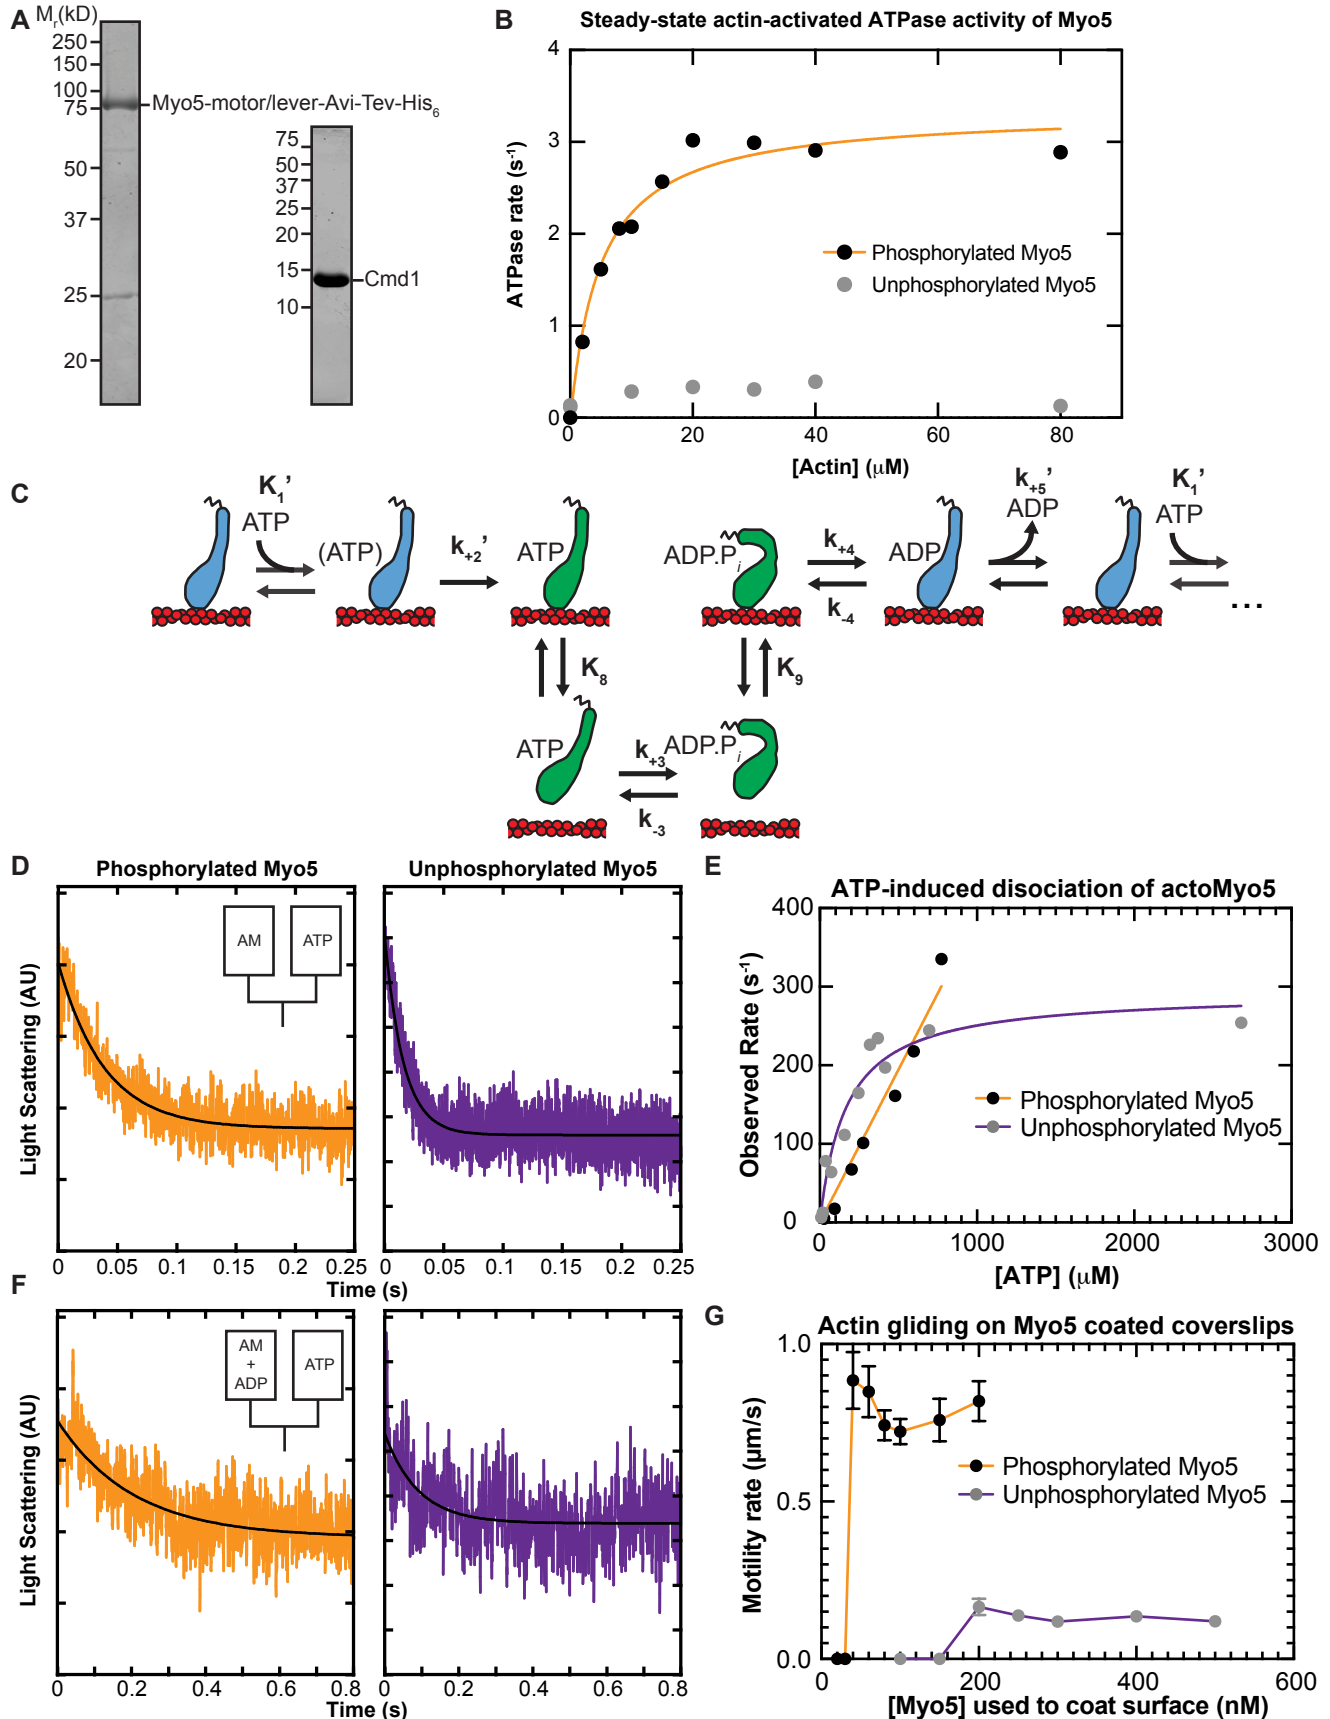 A
Mr(kD)
250
150
100
75
50
37
25
20
Myo5-motor/lever-Avi-Tev-His6
75
50
37
25
20
15
10
Cmd1
B
Steady-state actin-activated ATPase activity of Myo5
ATPase rate (s-1)
4
3
2
1
0
Phosphorylated Myo5
Unphosphorylated Myo5
0 20 40 60 80
[Actin] (μM)
C
K1’
ATP
(ATP)
k+2’
ATP
ADP.Pi
k+4
k-4
ADP
k+5’
ADP
K1’
ATP
...
K8
K9
ATP
k+3
k-3
ADP.Pi
D
Phosphorylated Myo5
Unphosphorylated Myo5
Light Scattering (AU)
AM
ATP
0 0.05 0.1 0.15 0.2 0.25
0 0.05 0.1 0.15 0.2 0.25
Time (s)
E
ATP-induced disociation of actoMyo5
Observed Rate (s-1)
400
300
200
100
0
Phosphorylated Myo5
Unphosphorylated Myo5
0 1000 2000 3000
[ATP] (μM)
F
Light Scattering (AU)
AM
+
ADP
ATP
0 0.2 0.4 0.6 0.8
0 0.2 0.4 0.6 0.8
Time (s)
G
Actin gliding on Myo5 coated coverslips
Motility rate (μm/s)
1.0
0.5
0.0
Phosphorylated Myo5
Unphosphorylated Myo5
0 200 400 600
[Myo5] used to coat surface (nM)